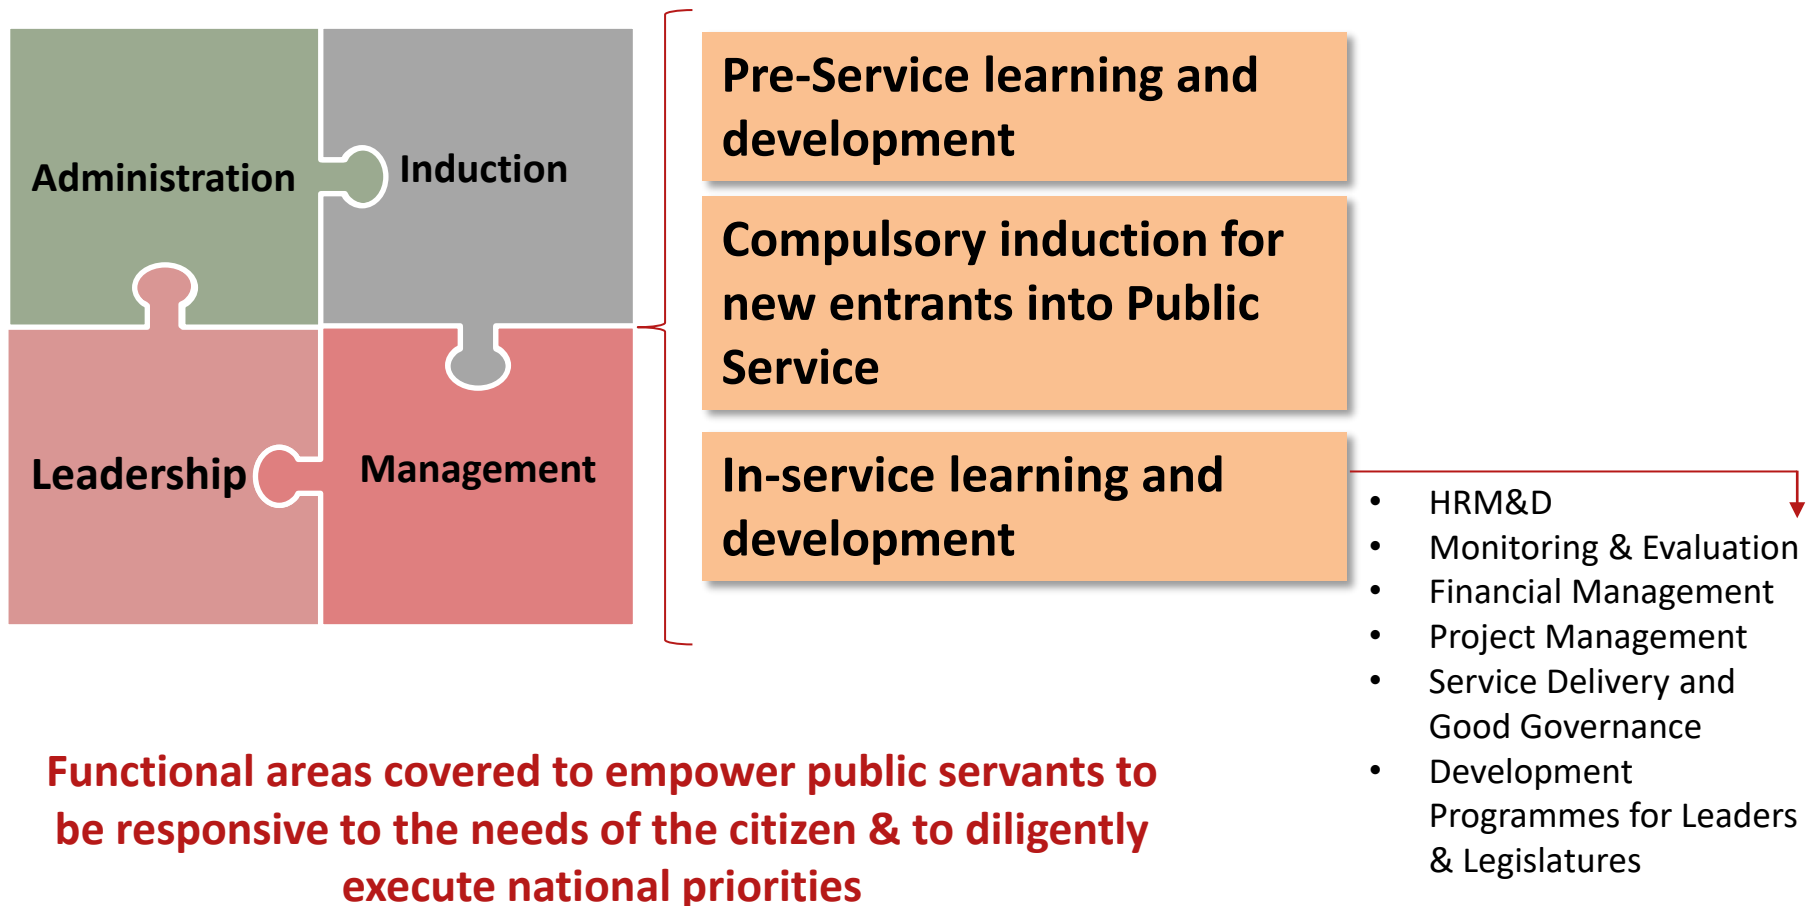 Administration
Induction
Leadership
Management
Pre-Service learning and
development
Compulsory induction for
new entrants into Public
Service
In-service learning and
development
• HRM&D
• Monitoring & Evaluation
• Financial Management
• Project Management
• Service Delivery and
Good Governance
• Development
Programmes for Leaders
& Legislatures
Functional areas covered to empower public servants to
be responsive to the needs of the citizen & to diligently
execute national priorities